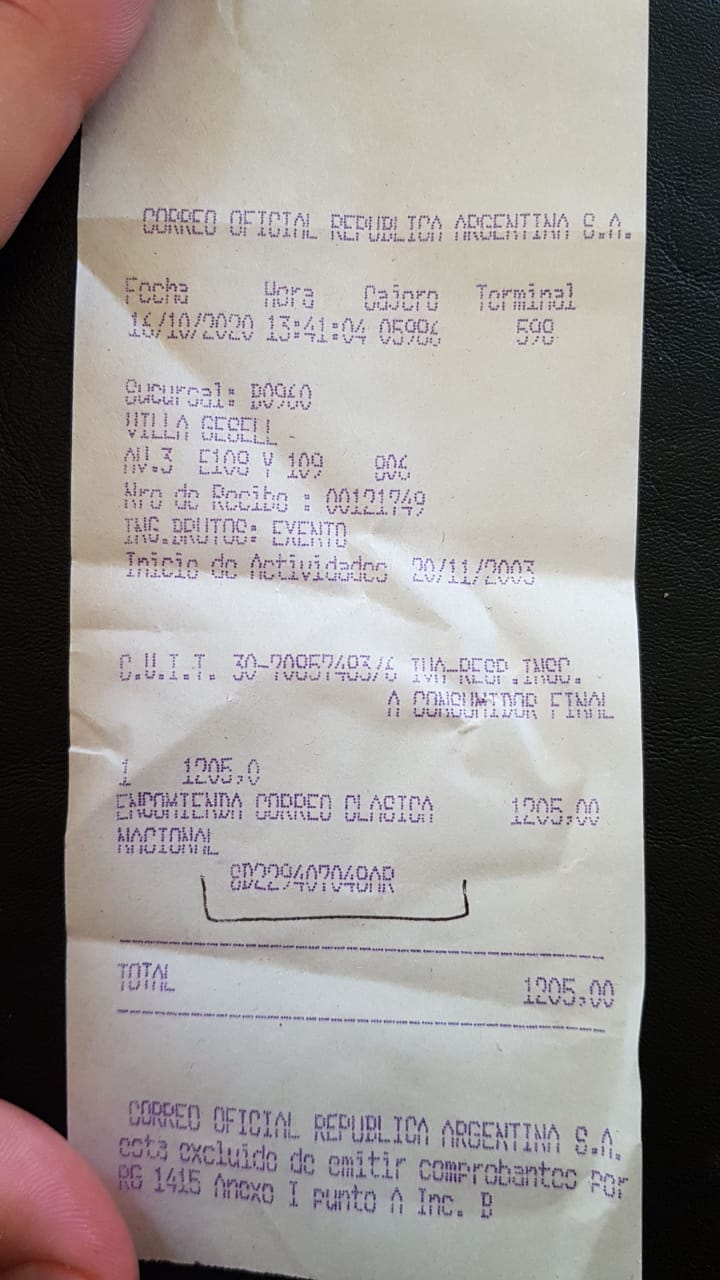 CORREO OFICIAL REPUBLICA ARGENTINA S.A.
Fecha Hora Cajero Terminal
16/10/2020 13:41:04 05986 598
Sucursal: B0960
VILLA GESELL -
AV.3 E108 Y 109 806
Nro de Recibo : 00121749
ING.BRUTOS: EXENTO
Inicio de Actividades 20/11/2003
C.U.I.T. 30-70857483/6 IVA-RESP.INSC.
A CONSUMIDOR FINAL
1 1205,0
ENCOMIENDA CORREO CLASICA 1205,00
NACIONAL
TOTAL 1205,00
CORREO OFICIAL REPUBLICA ARGENTINA S.A.
esta excluido de emitir comprobantes por
RG 1415 Anexo I punto A Inc. B